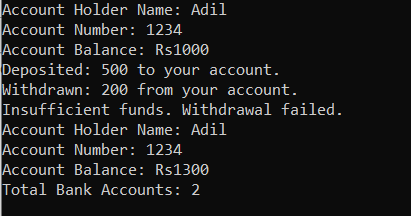 Account Holder Name: Adil
Account Number: 1234
Account Balance: Rs1000
Deposited: 500 to your account.
Withdrawn: 200 from your account.
Insufficient funds. Withdrawal failed.
Account Holder Name: Adil
Account Number: 1234
Account Balance: Rs1300
Total Bank Accounts: 2